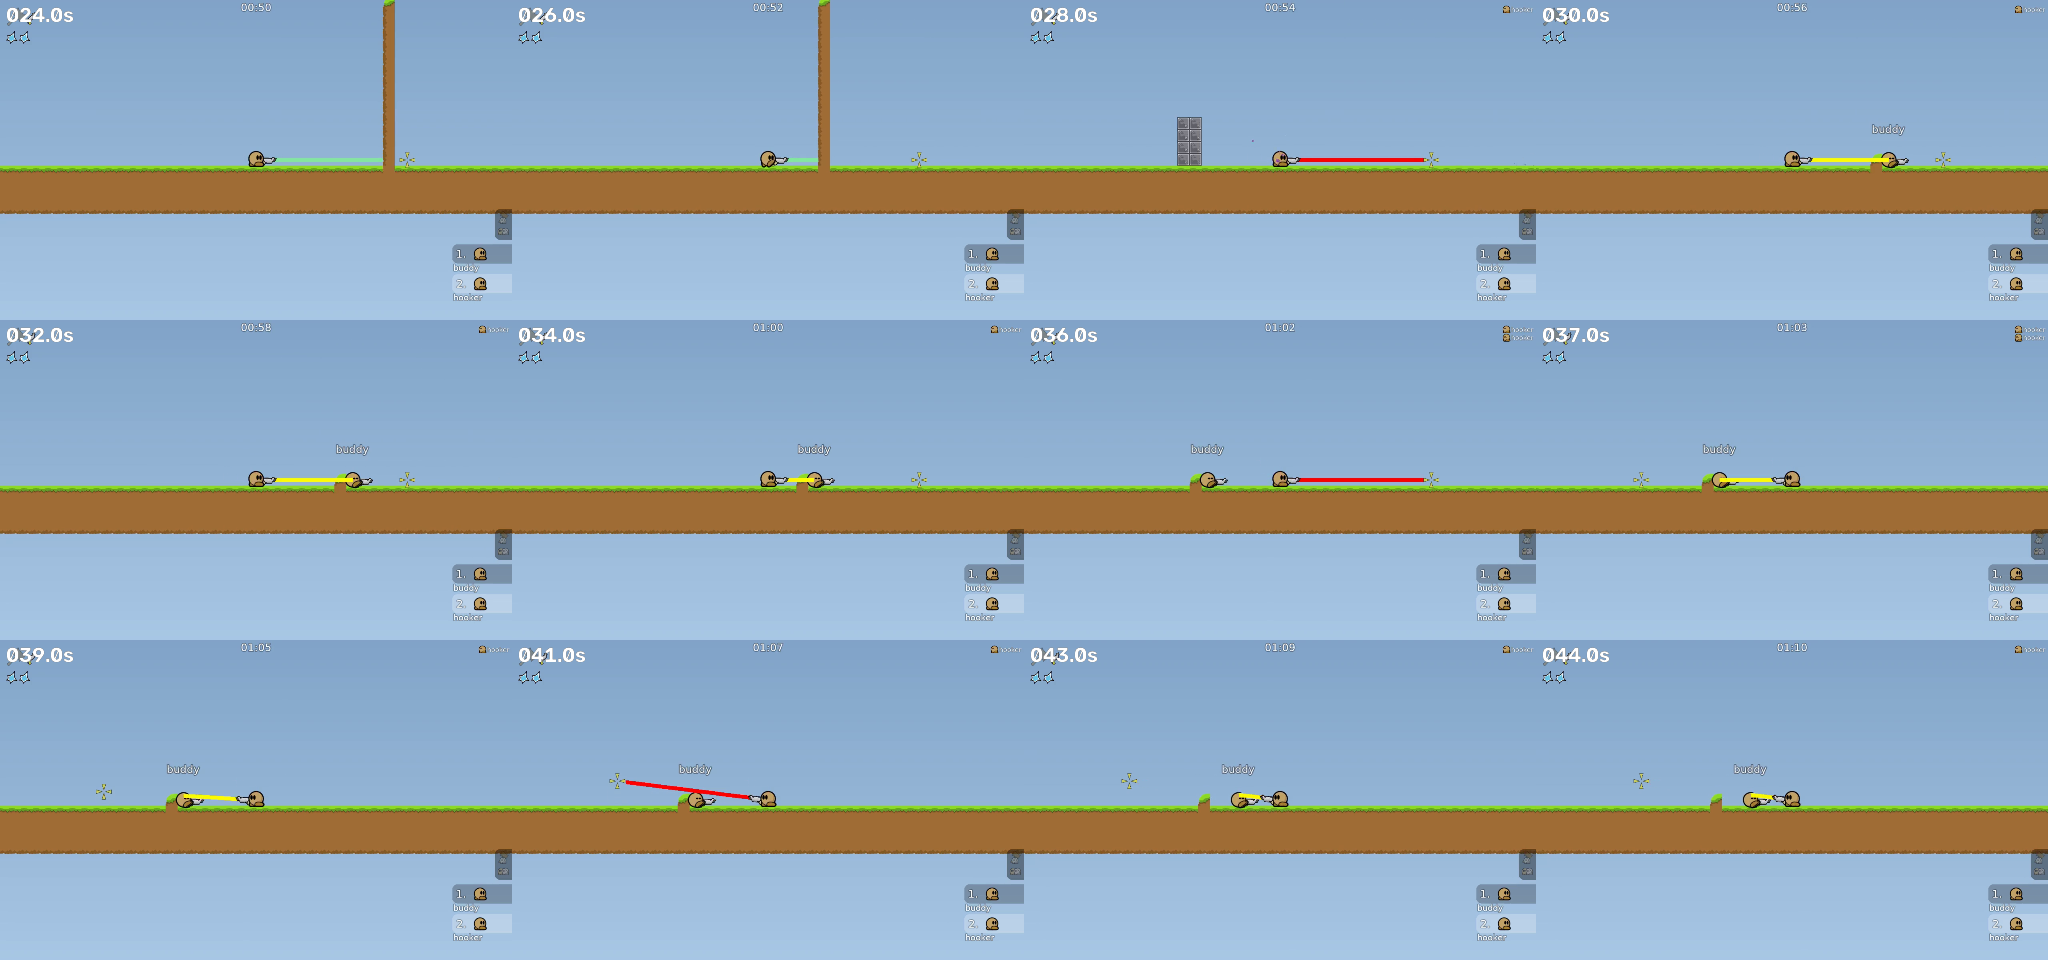 024.0s
00:50
1.
buddy
2.
hooker
026.0s
00:52
1.
buddy
2.
hooker
028.0s
00:54
1.
buddy
2.
hooker
030.0s
00:56
buddy
1.
buddy
2.
hooker
032.0s
00:58
buddy
1.
buddy
2.
hooker
034.0s
01:00
buddy
1.
buddy
2.
hooker
036.0s
01:02
buddy
1.
buddy
2.
hooker
037.0s
01:03
buddy
1.
buddy
2.
hooker
039.0s
01:05
buddy
1.
buddy
2.
hooker
041.0s
01:07
buddy
1.
buddy
2.
hooker
043.0s
01:09
buddy
1.
buddy
2.
hooker
044.0s
01:10
buddy
1.
buddy
2.
hooker